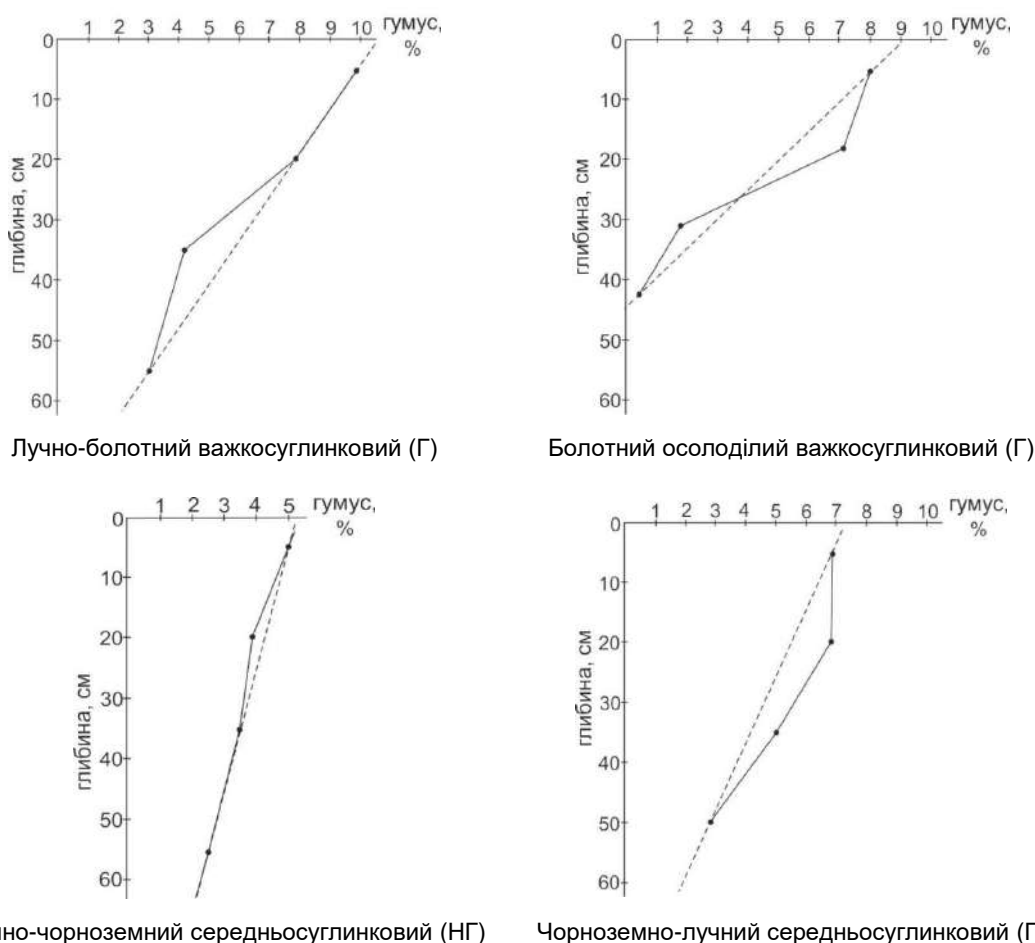 0 1 2 3 4 5 6 7 8 9 10 гумус,
%
10
20
30
40
50
60
глибина, см
Лучно-болотний важкосуглинковий (Г)
0 1 2 3 4 5 6 7 8 9 10 гумус,
%
10
20
30
40
50
60
глибина, см
Болотний осолоділий важкосуглинковий (Г)
0 1 2 3 4 5 гумус,
%
10
20
30
40
50
60
глибина, см
но-чорноземний середньосуглинковий (НГ)
0 1 2 3 4 5 6 7 8 9 10 гумус,
%
10
20
30
40
50
60
глибина, см
Чорноземно-лучний середньосуглинковий (